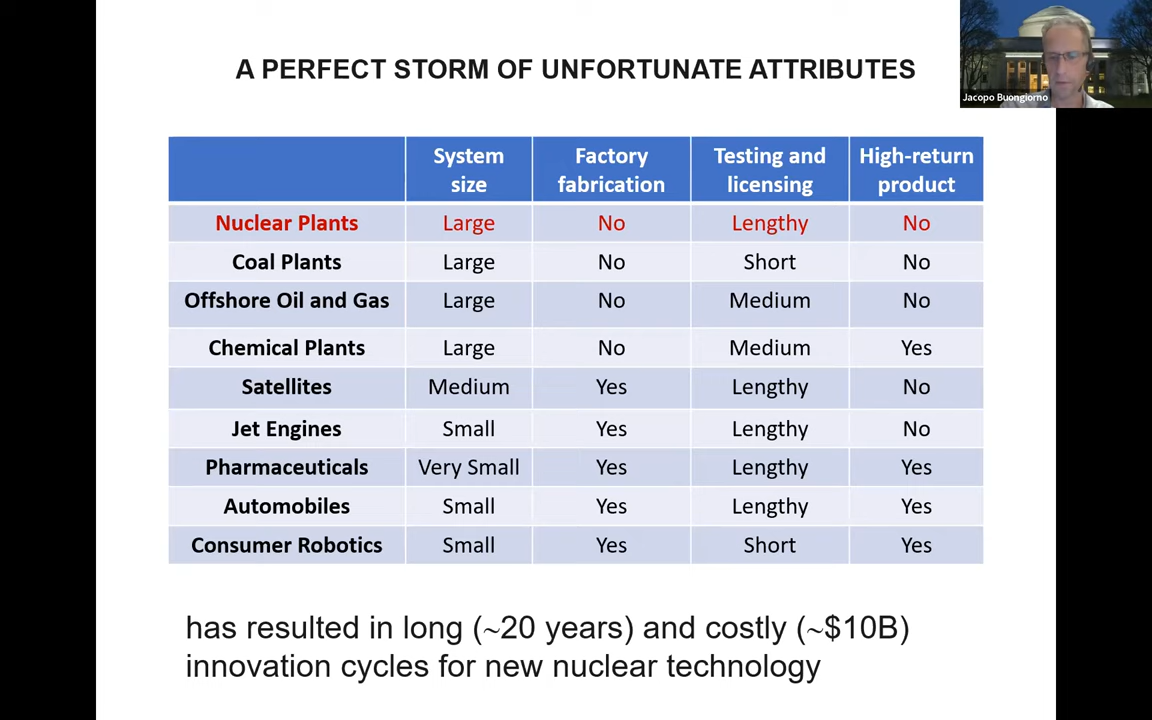 A PERFECT STORM OF UNFORTUNATE ATTRIBUTES
Jacopo Buongiorno
System size Factory fabrication Testing and licensing High-return product
Nuclear Plants Large No Lengthy No
Coal Plants Large No Short No
Offshore Oil and Gas Large No Medium No
Chemical Plants Large No Medium Yes
Satellites Medium Yes Lengthy No
Jet Engines Small Yes Lengthy No
Pharmaceuticals Very Small Yes Lengthy Yes
Automobiles Small Yes Lengthy Yes
Consumer Robotics Small Yes Short Yes
has resulted in long (~20 years) and costly (~$10B)
innovation cycles for new nuclear technology